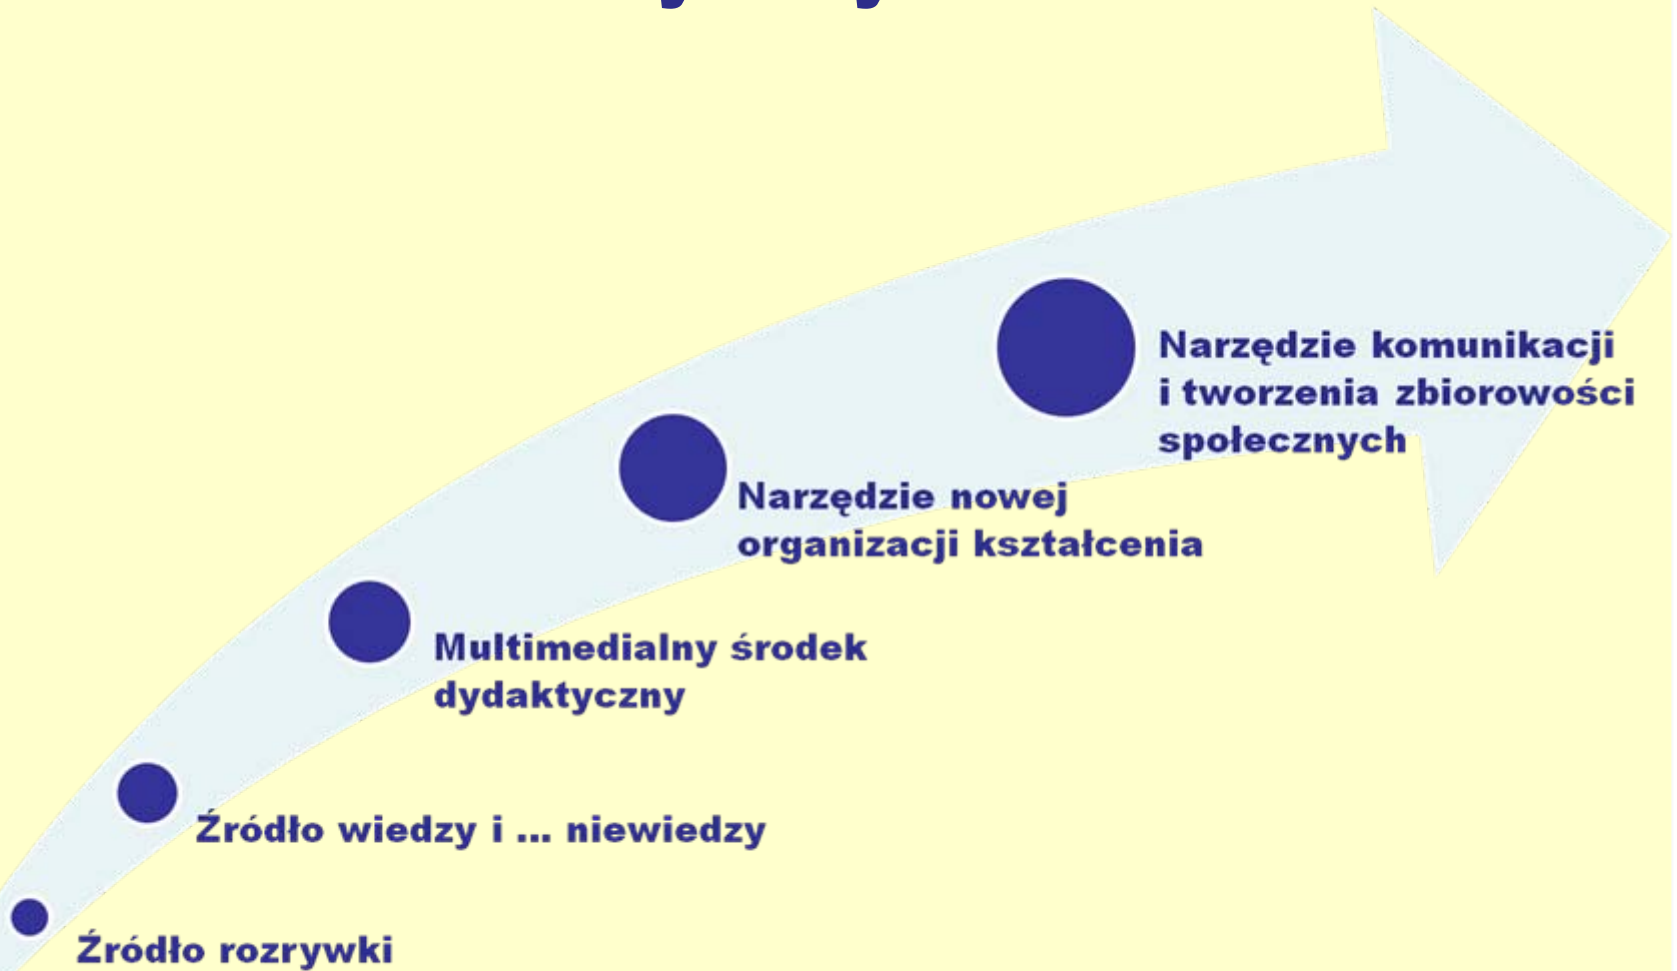 Narzędzie komunikacji
i tworzenia zbiorowości
społecznych
Narzędzie nowej
organizacji kształcenia
Multimedialny środek
dydaktyczny
Źródło wiedzy i ... niewiedzy
Źródło rozrywki